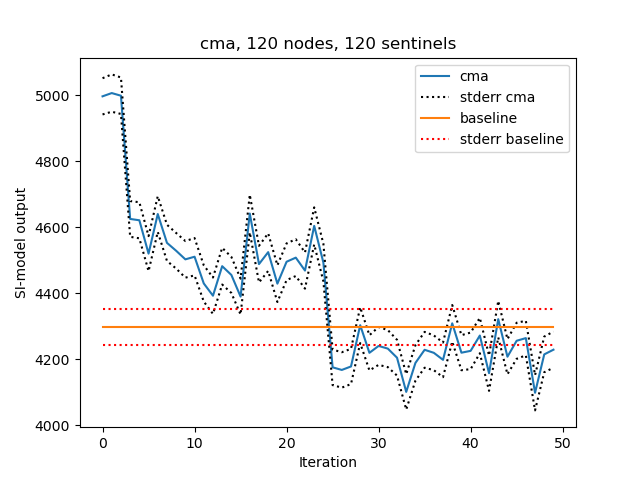 cma, 120 nodes, 120 sentinels
cma
stderr cma
baseline
stderr baseline
5000
4800
4600
4400
4200
4000
SI-model output
0 10 20 30 40 50
Iteration